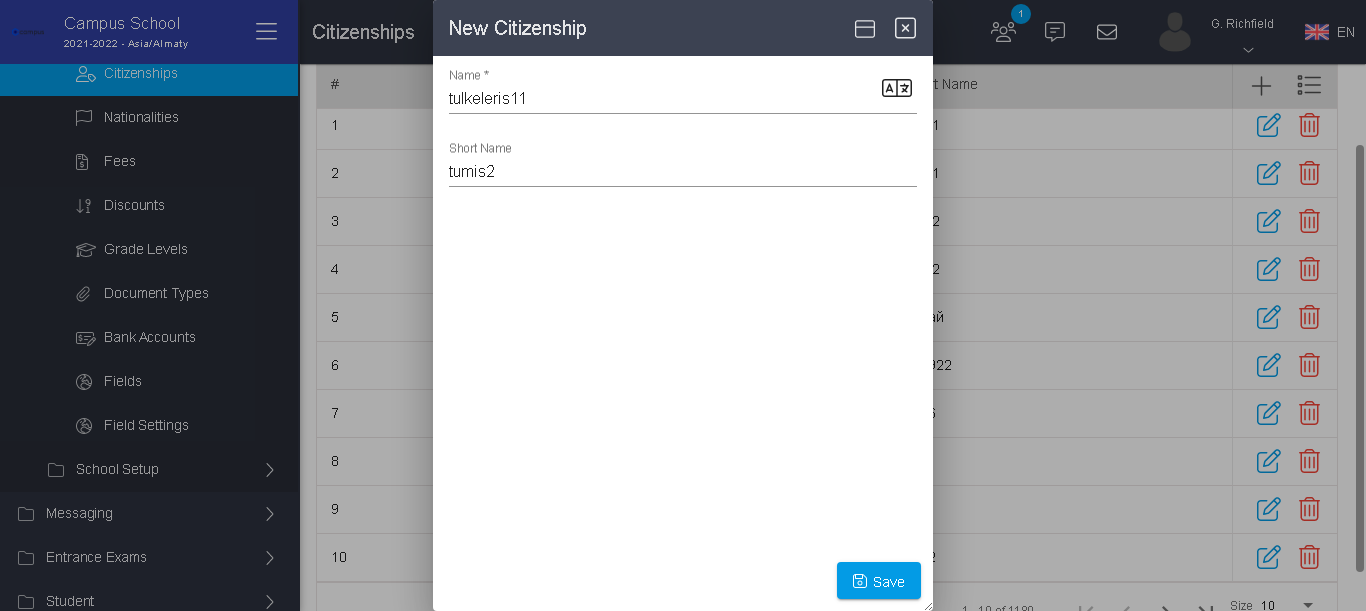 Campus School
2021-2022 - Asia/Almaty
Citizenships
Nationalities
Fees
Discounts
Grade Levels
Document Types
Bank Accounts
Fields
Field Settings
School Setup
Messaging
Entrance Exams
Student
Citizenships
1
G. Richfield
EN
New Citizenship
Name *
tulkeleris11
Short Name
tumis2
Save
# rt Name
1 1
2 1
3 2
4 2
5 ай
6 922
7
8
9
10 2
1 - 10 of 1180
Size 10